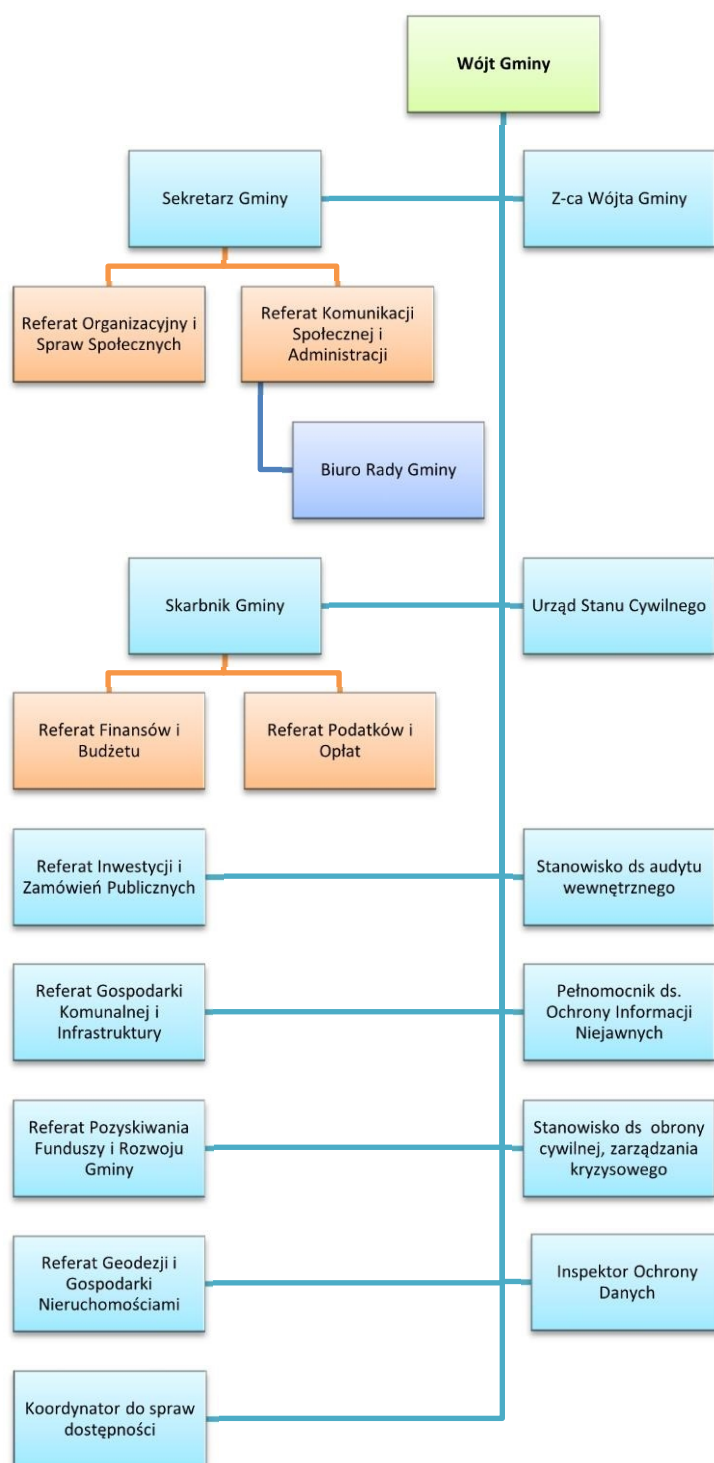 Wójt Gminy
Sekretarz Gminy
Z-ca Wójta Gminy
Referat Organizacyjny i
Spraw Społecznych
Referat Komunikacji
Społecznej i
Administracji
Biuro Rady Gminy
Skarbnik Gminy
Urząd Stanu Cywilnego
Referat Finansów i
Budżetu
Referat Podatków i
Opłat
Referat Inwestycji i
Zamówień Publicznych
Stanowisko ds audytu
wewnętrznego
Referat Gospodarki
Komunalnej i
Infrastruktury
Pełnomocnik ds.
Ochrony Informacji
Niejawnych
Referat Pozyskiwania
Funduszy i Rozwoju
Gminy
Stanowisko ds  obrony
cywilnej, zarządzania
kryzysowego
Referat Geodezji i
Gospodarki
Nieruchomościami
Inspektor Ochrony
Danych
Koordynator do spraw
dostępności